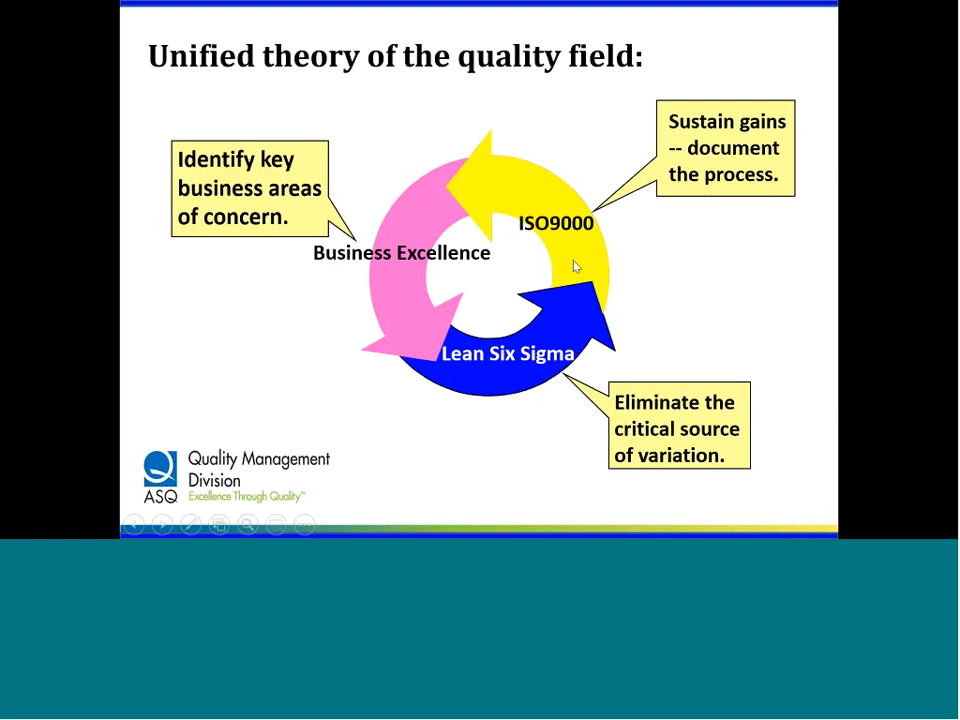 Unified theory of the quality field:
Sustain gains
-- document
the process.
Identify key
business areas
of concern.
ISO9000
Business Excellence
Lean Six Sigma
Eliminate the
critical source
of variation.
Quality Management
Division
ASQ
Excellence Through Quality™